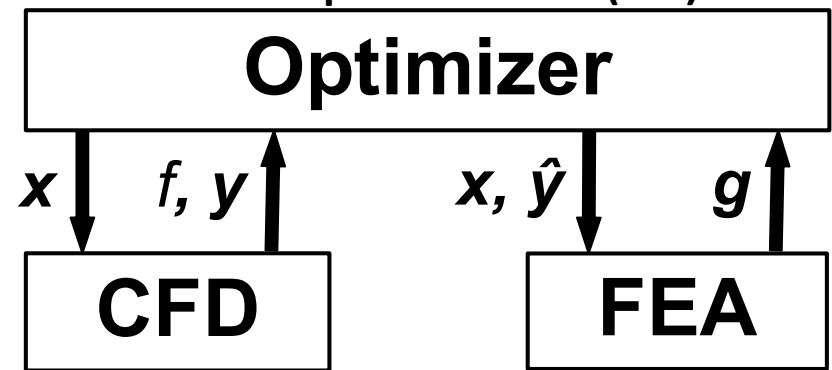 Optimizer
x f, y x, ŷ g
CFD FEA